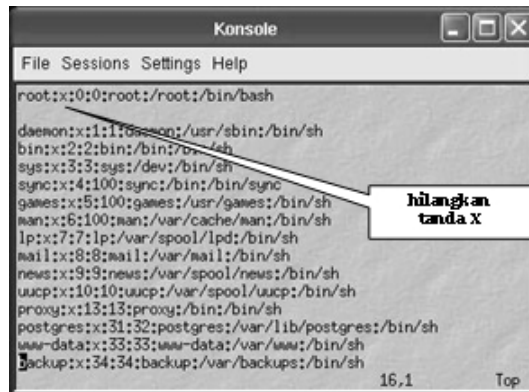 Konsole
File Sessions Settings Help
root:x:0:0:root:/root:/bin/bash
daemon:x:1:1:daemon:/usr/sbin:/bin/sh
bin:x:2:2:bin:/bin:/bin/sh
sys:x:3:3:sys:/dev:/bin/sh
sync:x:4:100:sync:/bin:/bin/sync
games:x:5:100:games:/usr/games:/bin/sh
man:x:6:100:man:/var/cache/man:/bin/sh
lp:x:7:7:lp:/var/spool/lpd:/bin/sh
mail:x:8:8:mail:/var/mail:/bin/sh
news:x:9:9:news:/var/spool/news:/bin/sh
uucp:x:10:10:uucp:/var/spool/uucp:/bin/sh
proxy:x:13:13:proxy:/bin:/bin/sh
postgres:x:31:32:postgres:/var/lib/postgres:/bin/sh
www-data:x:33:33:www-data:/var/www:/bin/sh
backup:x:34:34:backup:/var/backups:/bin/sh
16,1 Top
hilangkan
tanda X